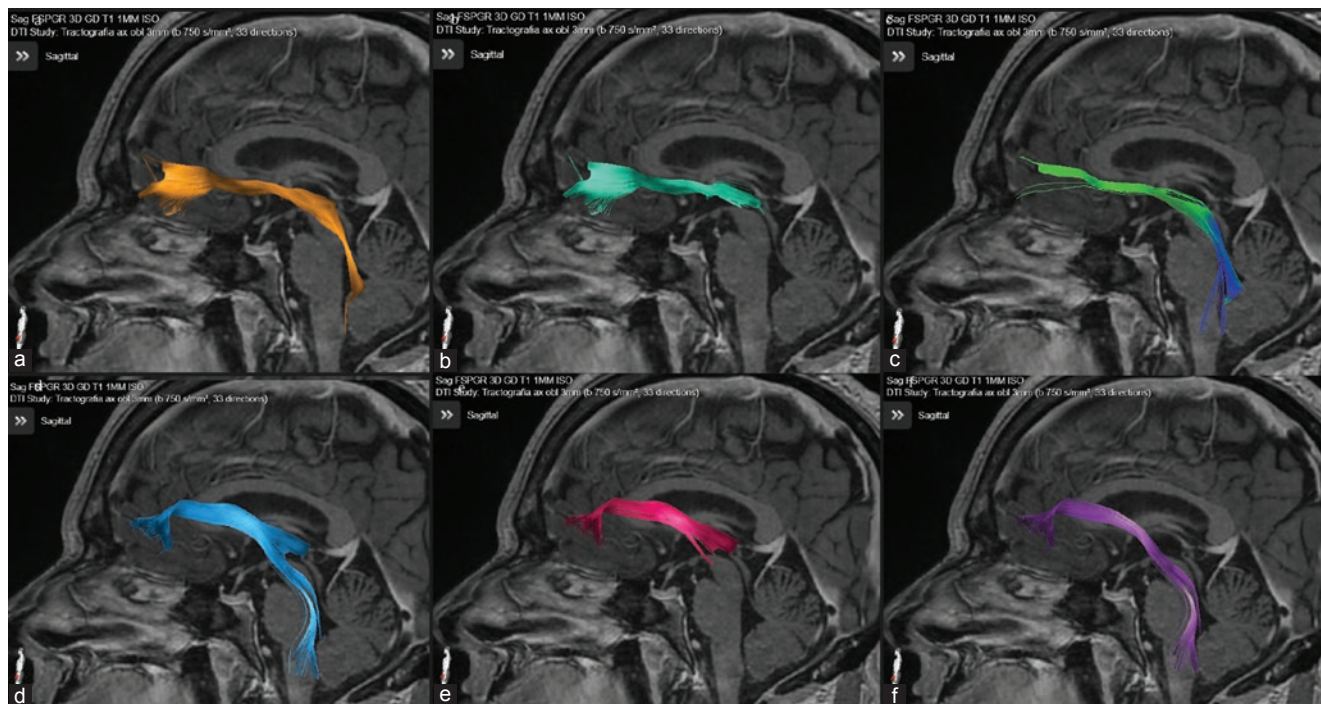 a
Sag FSPGR 3D GD T1 1MM ISO
DTI Study: Tractografia ax obl 3mm (b 750 s/mm², 33 directions)
Sagittal
a
b
Sag FSPGR 3D GD T1 1MM ISO
DTI Study: Tractografia ax obl 3mm (b 750 s/mm², 33 directions)
Sagittal
b
c
Sag FSPGR 3D GD T1 1MM ISO
DTI Study: Tractografia ax obl 3mm (b 750 s/mm², 33 directions)
Sagittal
c
d
Sag FSPGR 3D GD T1 1MM ISO
DTI Study: Tractografia ax obl 3mm (b 750 s/mm², 33 directions)
Sagittal
d
e
Sag FSPGR 3D GD T1 1MM ISO
DTI Study: Tractografia ax obl 3mm (b 750 s/mm², 33 directions)
Sagittal
e
f
Sag FSPGR 3D GD T1 1MM ISO
DTI Study: Tractografia ax obl 3mm (b 750 s/mm², 33 directions)
Sagittal
f